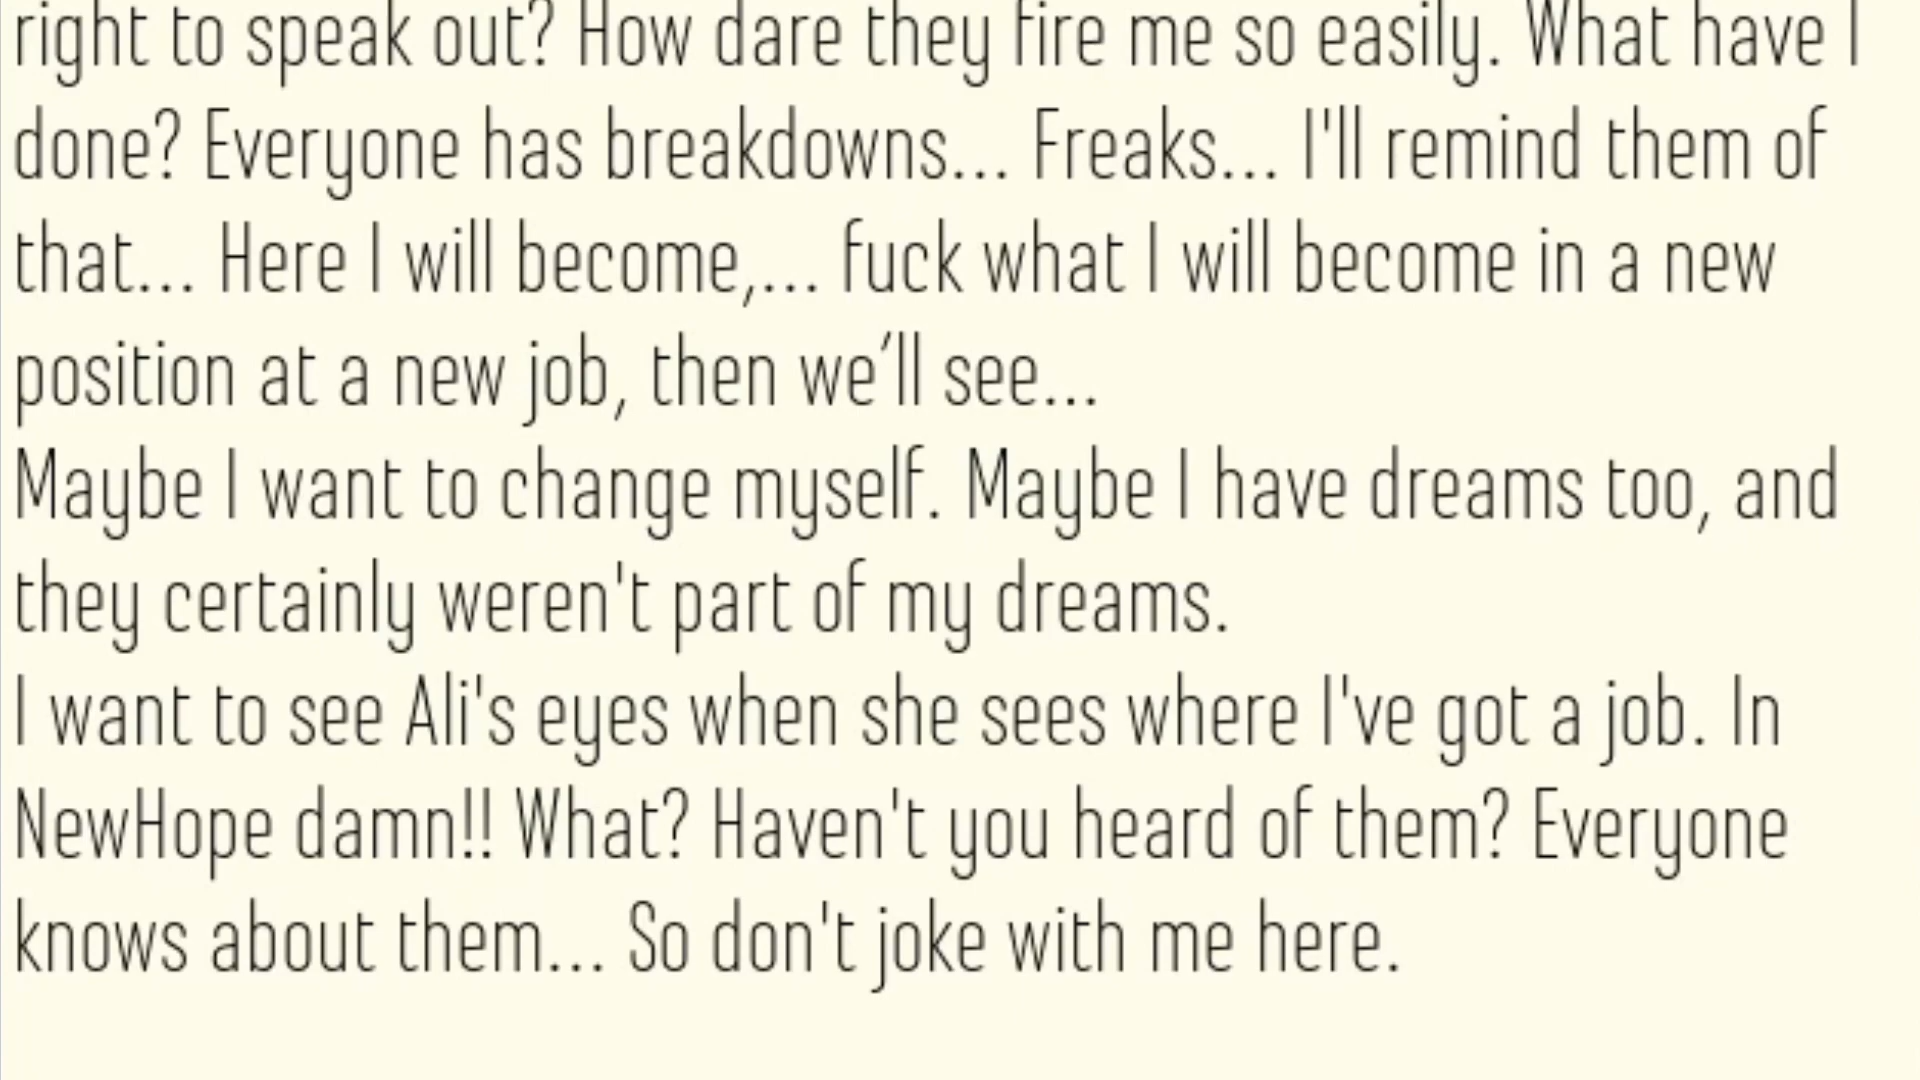 right to speak out? How dare they fire me so easily. What have I
done? Everyone has breakdowns... Freaks... I'll remind them of
that... Here I will become,... fuck what I will become in a new
position at a new job, then we’ll see...
Maybe I want to change myself. Maybe I have dreams too, and
they certainly weren't part of my dreams.
I want to see Ali's eyes when she sees where I've got a job. In
NewHope damn!! What? Haven't you heard of them? Everyone
knows about them... So don't joke with me here.